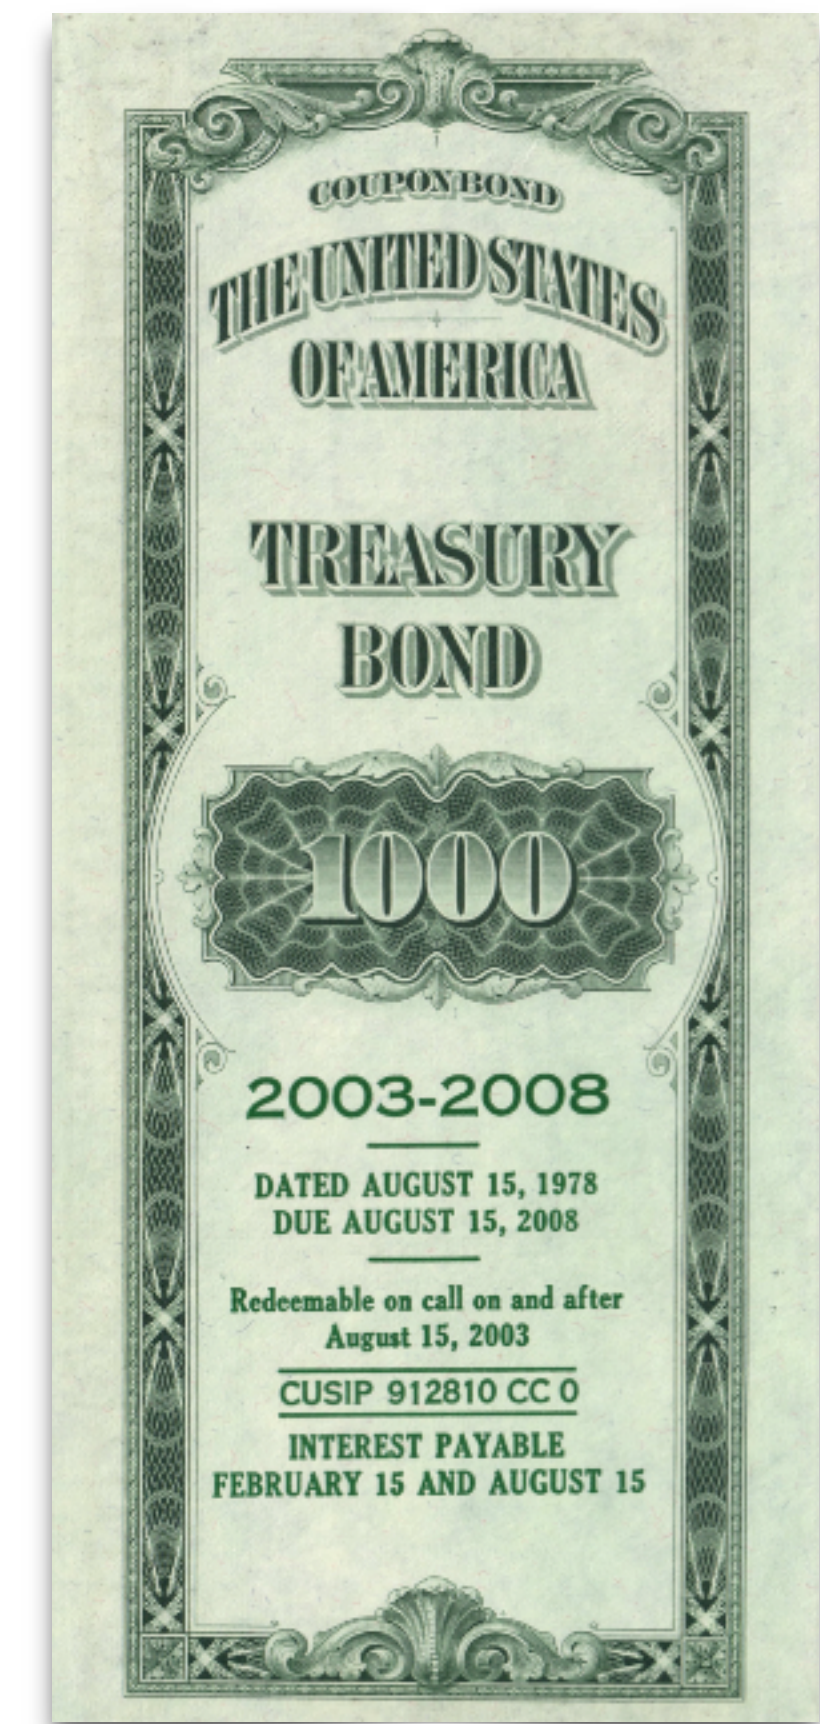 COUPON BOND
THE UNITED STATES
OF AMERICA
TREASURY
BOND
1000
2003-2008
DATED AUGUST 15, 1978
DUE AUGUST 15, 2008
Redeemable on call on and after
August 15, 2003
CUSIP 912810 CC 0
INTEREST PAYABLE
FEBRUARY 15 AND AUGUST 15